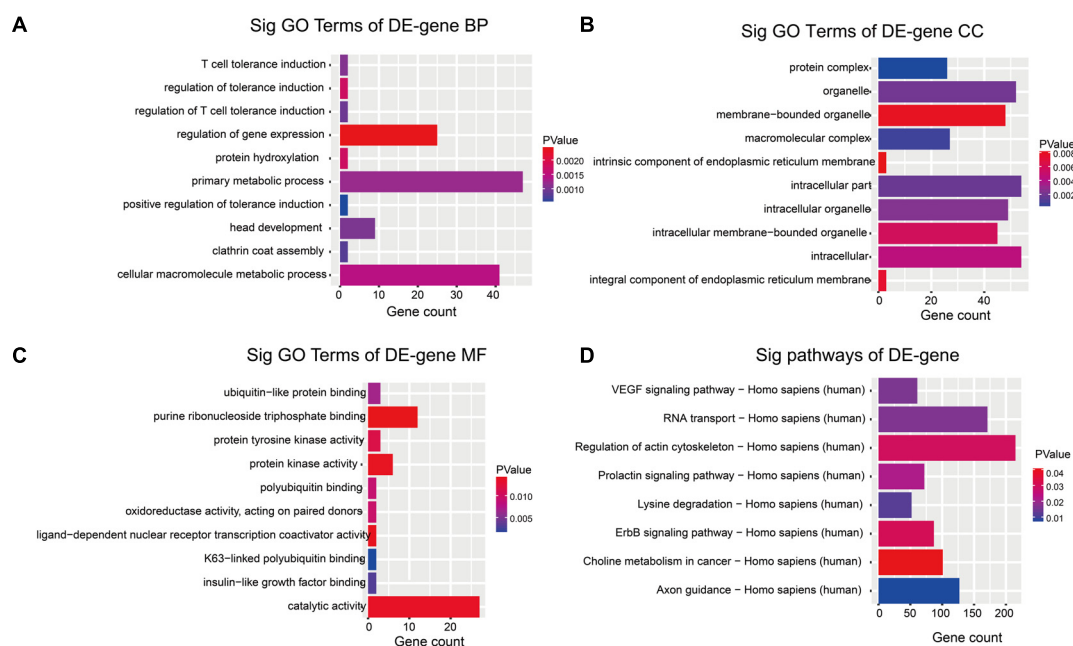 A
Sig GO Terms of DE-gene BP
T cell tolerance induction
regulation of tolerance induction
regulation of T cell tolerance induction
regulation of gene expression
protein hydroxylation
primary metabolic process
positive regulation of tolerance induction
head development
clathrin coat assembly
cellular macromolecule metabolic process
0 10 20 30 40
Gene count
PValue
0.0020
0.0015
0.0010
B
Sig GO Terms of DE-gene CC
protein complex
organelle
membrane−bounded organelle
macromolecular complex
intrinsic component of endoplasmic reticulum membrane
intracellular part
intracellular organelle
intracellular membrane−bounded organelle
intracellular
integral component of endoplasmic reticulum membrane
0 20 40
Gene count
PValue
0.008
0.006
0.004
0.002
C
Sig GO Terms of DE-gene MF
ubiquitin−like protein binding
purine ribonucleoside triphosphate binding
protein tyrosine kinase activity
protein kinase activity
polyubiquitin binding
oxidoreductase activity, acting on paired donors
ligand−dependent nuclear receptor transcription coactivator activity
K63−linked polyubiquitin binding
insulin−like growth factor binding
catalytic activity
0 10 20
Gene count
PValue
0.010
0.005
D
Sig pathways of DE-gene
VEGF signaling pathway − Homo sapiens (human)
RNA transport − Homo sapiens (human)
Regulation of actin cytoskeleton − Homo sapiens (human)
Prolactin signaling pathway − Homo sapiens (human)
Lysine degradation − Homo sapiens (human)
ErbB signaling pathway − Homo sapiens (human)
Choline metabolism in cancer − Homo sapiens (human)
Axon guidance − Homo sapiens (human)
0 50 100 150 200
Gene count
PValue
0.04
0.03
0.02
0.01